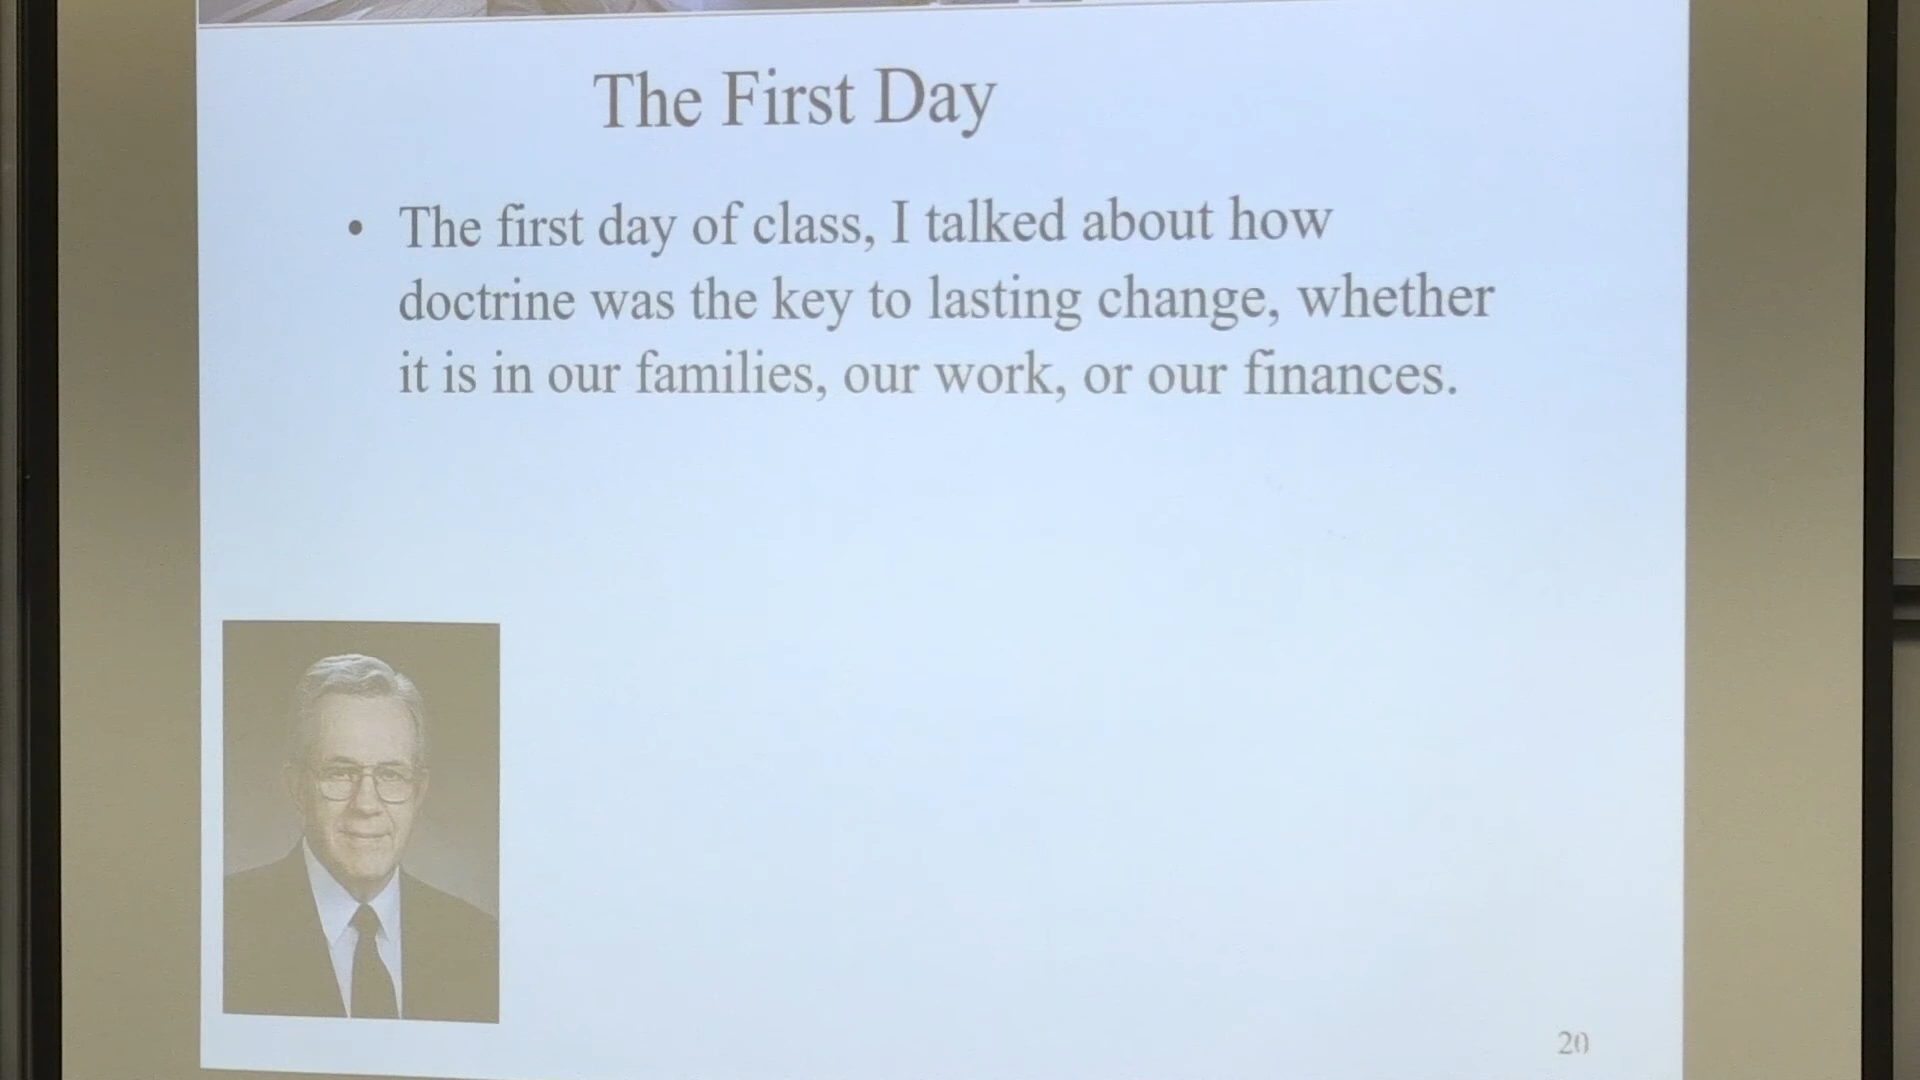 The First Day
• The first day of class, I talked about how
doctrine was the key to lasting change, whether
it is in our families, our work, or our finances.
20